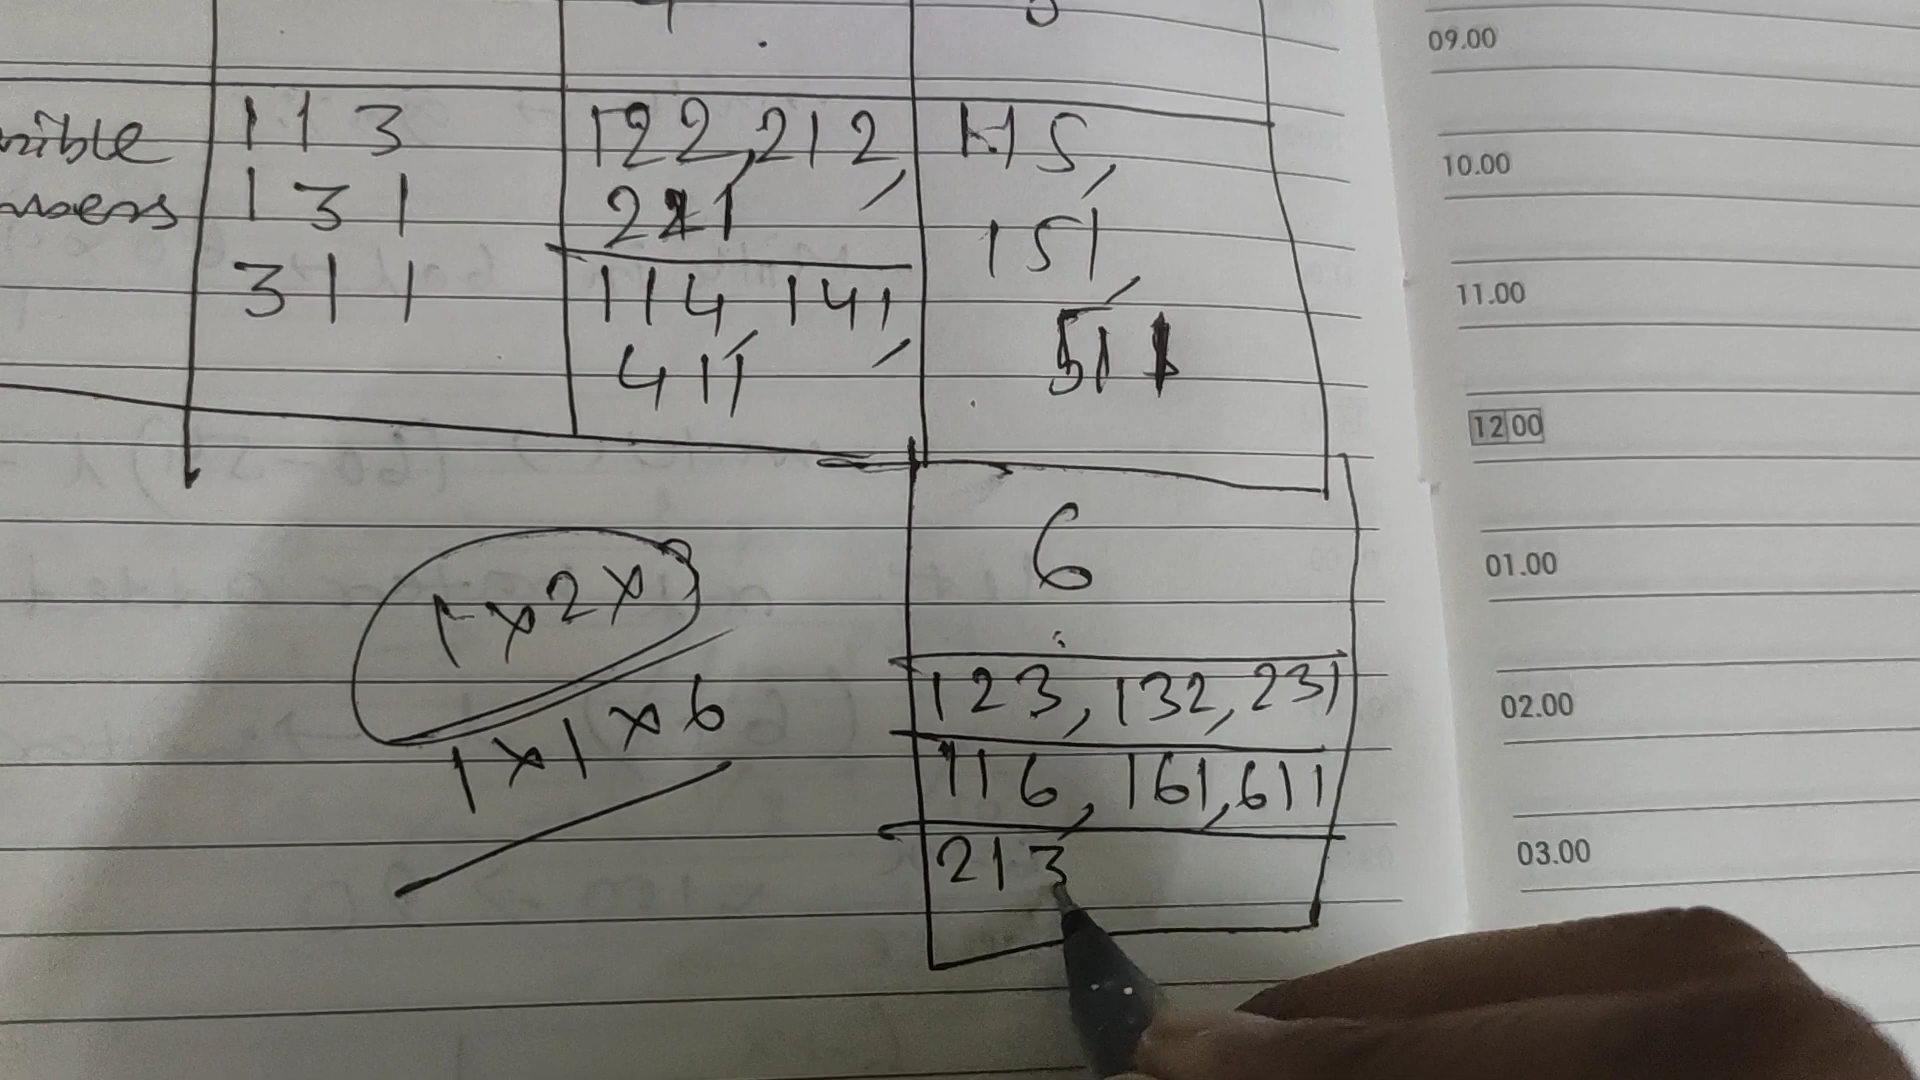 09.00
113 122,212, 115, 10.00
131 221
151,
311 114, 141, 11.00
411 511
12 00
6
1x2x3 01.00
123, 132, 231 02.00
1x1x6
116, 161, 611
213 03.00